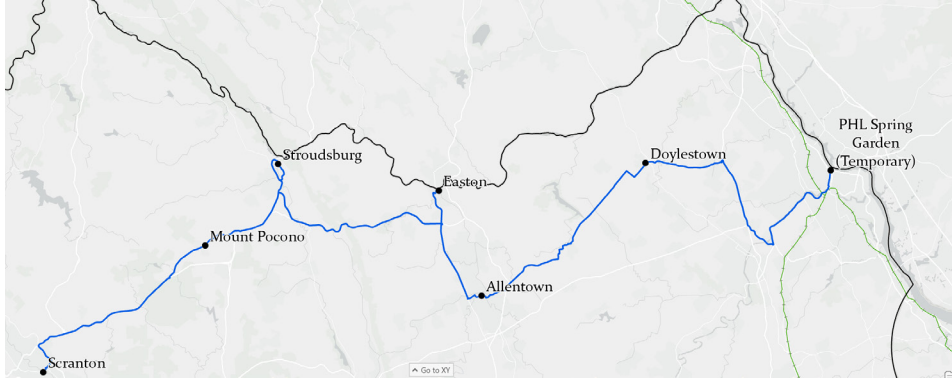 PHL Spring
Garden
(Temporary)
Stroudsburg
Doylestown
Easton
Mount Pocono
Allentown
Scranton
Go to XY